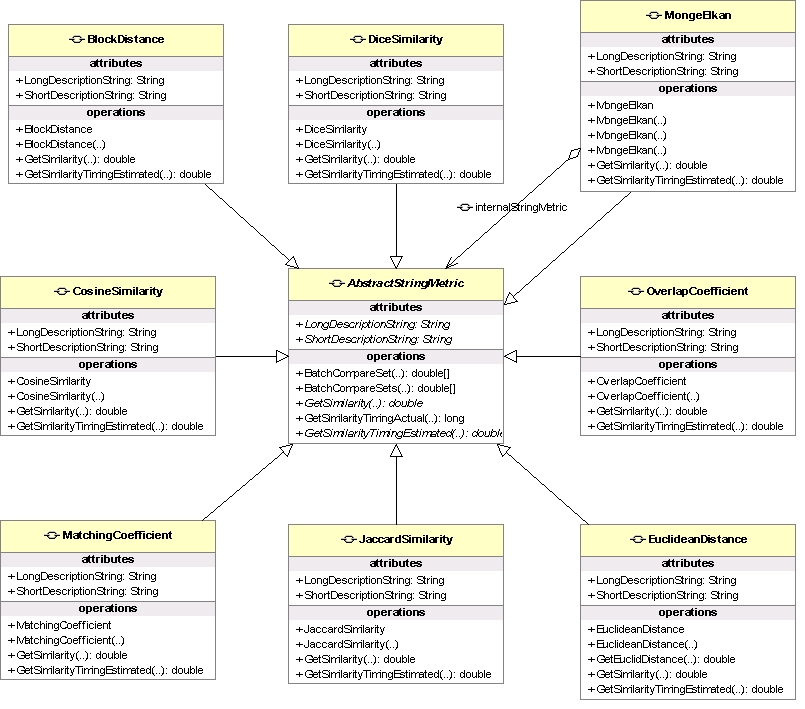 BlockDistance
attributes
+LongDescriptionString: String
+ShortDescriptionString: String
operations
+BlockDistance
+BlockDistance(..)
+GetSimilarity(..): double
+GetSimilarityTimingEstimated(..): double
DiceSimilarity
attributes
+LongDescriptionString: String
+ShortDescriptionString: String
operations
+DiceSimilarity
+DiceSimilarity(..)
+GetSimilarity(..): double
+GetSimilarityTimingEstimated(..): double
MongeElkan
attributes
+LongDescriptionString: String
+ShortDescriptionString: String
operations
+MongeElkan
+MongeElkan(..)
+MongeElkan(..)
+MongeElkan(..)
+GetSimilarity(..): double
+GetSimilarityTimingEstimated(..): double
internalStringMetric
CosineSimilarity
attributes
+LongDescriptionString: String
+ShortDescriptionString: String
operations
+CosineSimilarity
+CosineSimilarity(..)
+GetSimilarity(..): double
+GetSimilarityTimingEstimated(..): double
AbstractStringMetric
attributes
+LongDescriptionString: String
+ShortDescriptionString: String
operations
+BatchCompareSet(..): double[]
+BatchCompareSets(..): double[]
+GetSimilarity(..): double
+GetSimilarityTimingActual(..): long
+GetSimilarityTimingEstimated(..): double
OverlapCoefficient
attributes
+LongDescriptionString: String
+ShortDescriptionString: String
operations
+OverlapCoefficient
+OverlapCoefficient(..)
+GetSimilarity(..): double
+GetSimilarityTimingEstimated(..): double
MatchingCoefficient
attributes
+LongDescriptionString: String
+ShortDescriptionString: String
operations
+MatchingCoefficient
+MatchingCoefficient(..)
+GetSimilarity(..): double
+GetSimilarityTimingEstimated(..): double
JaccardSimilarity
attributes
+LongDescriptionString: String
+ShortDescriptionString: String
operations
+JaccardSimilarity
+JaccardSimilarity(..)
+GetSimilarity(..): double
+GetSimilarityTimingEstimated(..): double
EuclideanDistance
attributes
+LongDescriptionString: String
+ShortDescriptionString: String
operations
+EuclideanDistance
+EuclideanDistance(..)
+GetEuclidDistance(..): double
+GetSimilarity(..): double
+GetSimilarityTimingEstimated(..): double